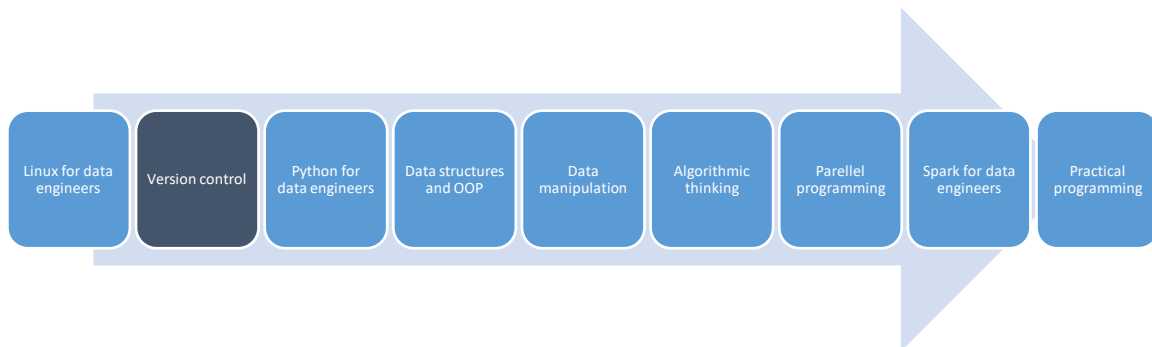 Linux for data
engineers
Version control
Python for
data engineers
Data structures
and OOP
Data
manipulation
Algorithmic
thinking
Parellel
programming
Spark for data
engineers
Practical
programming